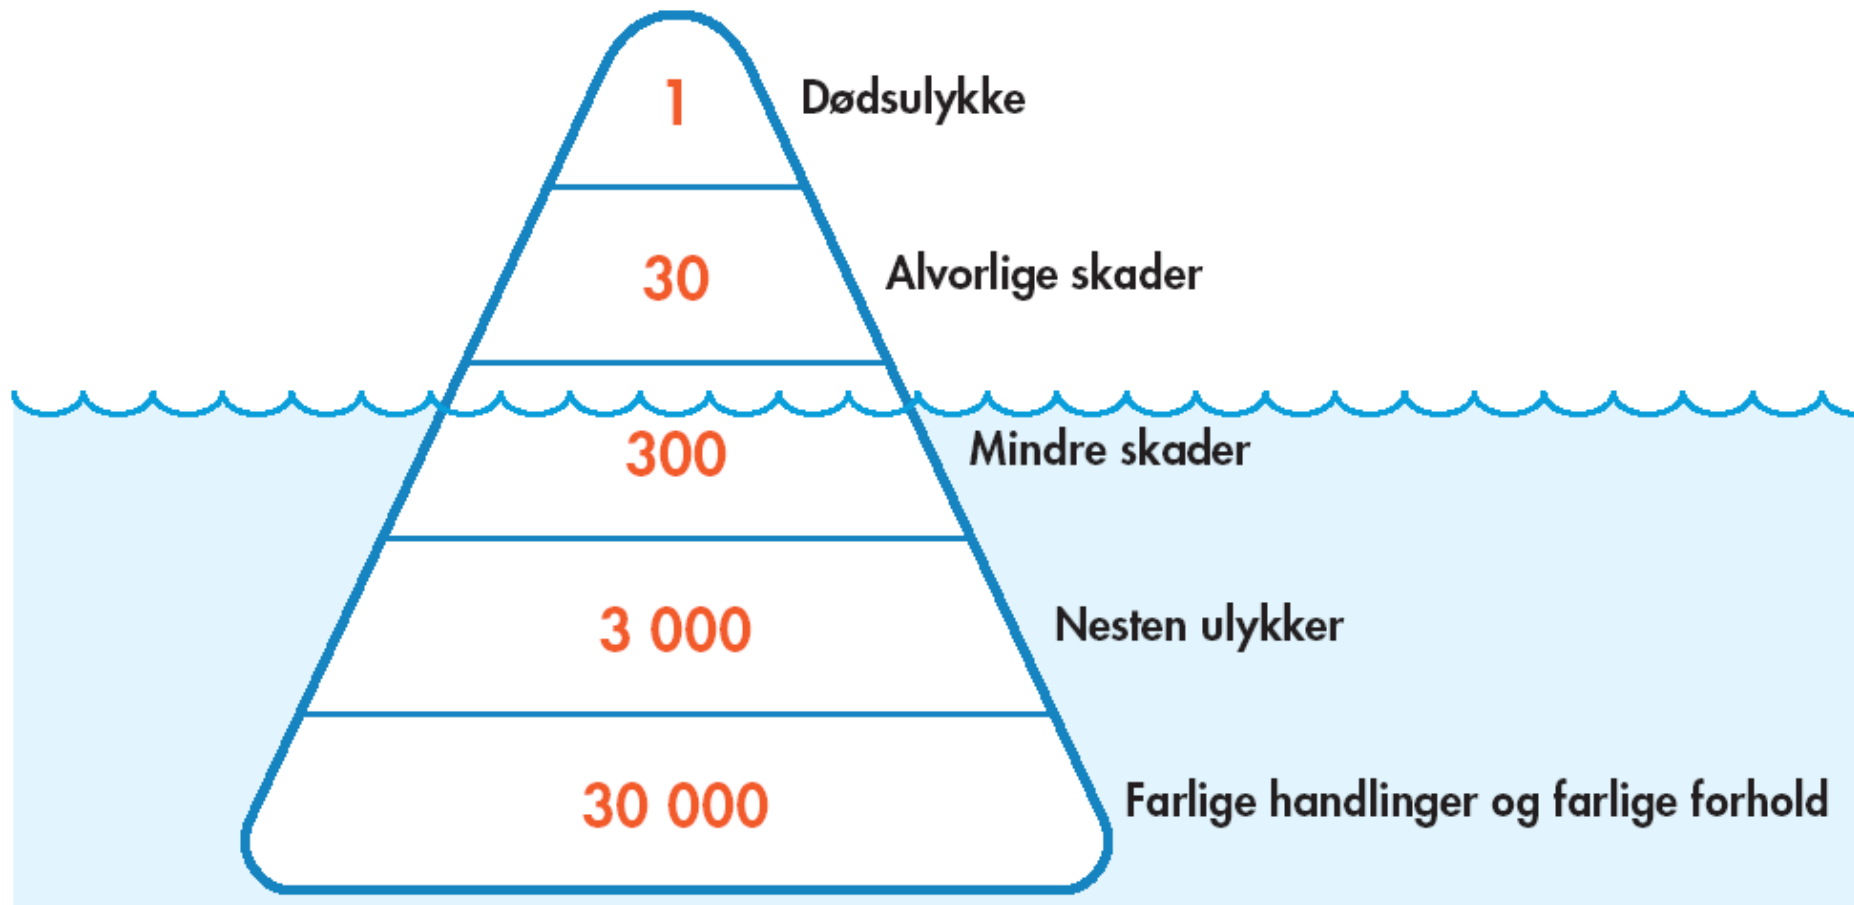 1 Dødsulykke
30 Alvorlige skader
300 Mindre skader
3 000 Nesten ulykker
30 000 Farlige handlinger og farlige forhold